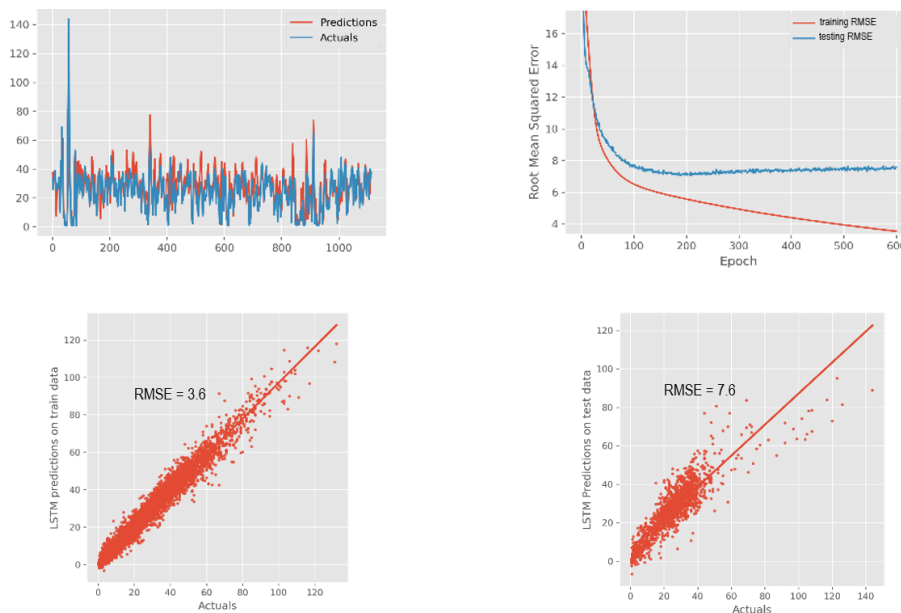 140
120
100
80
60
40
20
0
0 200 400 600 800 1000
Predictions
Actuals
16
14
12
10
8
6
4
Root Mean Squared Error
0 100 200 300 400 500 600
Epoch
training RMSE
testing RMSE
120
100
80
60
40
20
0
LSTM predictions on train data
RMSE = 3.6
0 20 40 60 80 100 120
Actuals
120
100
80
60
40
20
0
LSTM Predictions on test data
RMSE = 7.6
0 20 40 60 80 100 120 140
Actuals